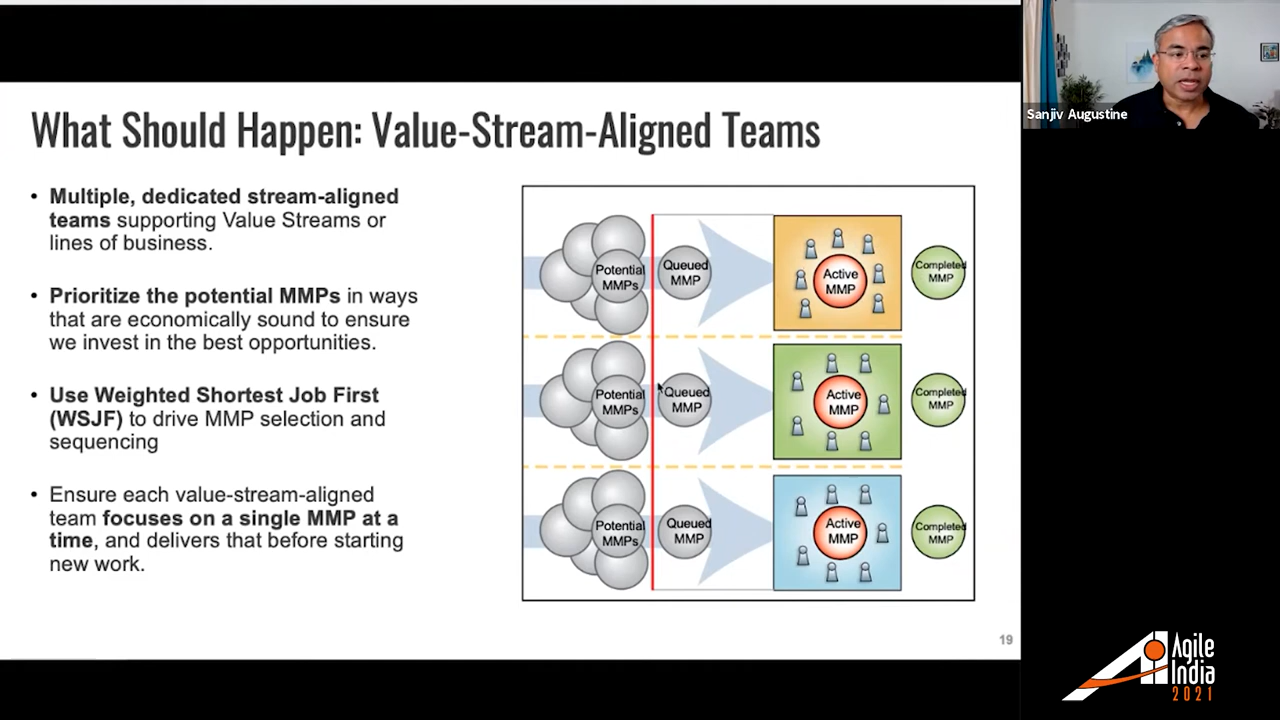 What Should Happen: Value-Stream-Aligned Teams
• Multiple, dedicated stream-aligned
teams supporting Value Streams or
lines of business.
• Prioritize the potential MMPs in ways
that are economically sound to ensure
we invest in the best opportunities.
• Use Weighted Shortest Job First
(WSJF) to drive MMP selection and
sequencing
• Ensure each value-stream-aligned
team focuses on a single MMP at a
time, and delivers that before starting
new work.
Potential
MMPs
Queued
MMP
Active
MMP
Completed
MMP
Potential
MMPs
Queued
MMP
Active
MMP
Completed
MMP
Potential
MMPs
Queued
MMP
Active
MMP
Completed
MMP
19
Sanjiv Augustine
Agile
India
2021